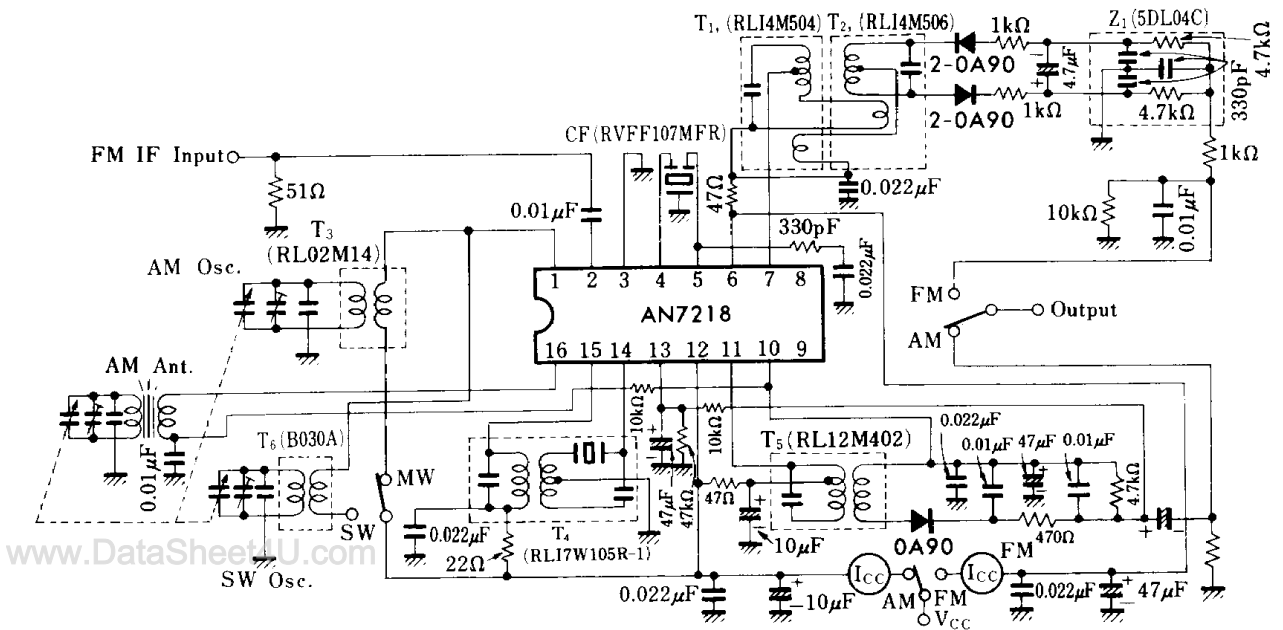 T1, (RLI4M504) T2, (RLI4M506)
1kΩ
Z1(5DL04C)
4.7kΩ
2-0A90
4.7μF
330pF
2-0A90
1kΩ
4.7kΩ
CF(RVFF107MFR)
FM IF Input
51Ω
0.01μF
47Ω
0.022μF
1kΩ
10kΩ
0.01μF
T3
(RL02M14)
330pF
0.022μF
AM Osc.
1 2 3 4 5 6 7 8
AN7218
16 15 14 13 12 11 10 9
FM
AM
Output
AM Ant.
0.01μF
T6(B030A)
MW
SW
SW Osc.
10kΩ
10kΩ
T5(RL12M402)
0.022μF
0.01μF
47μF
0.01μF
4.7kΩ
47μF
47kΩ
47Ω
10μF
0.022μF
22Ω
T4
(RLI7W105R-1)
0A90
470Ω
www.DataSheet4U.com
0.022μF
10μF
ICC
AM
FM
VCC
FM
ICC
0.022μF
47μF
+
−